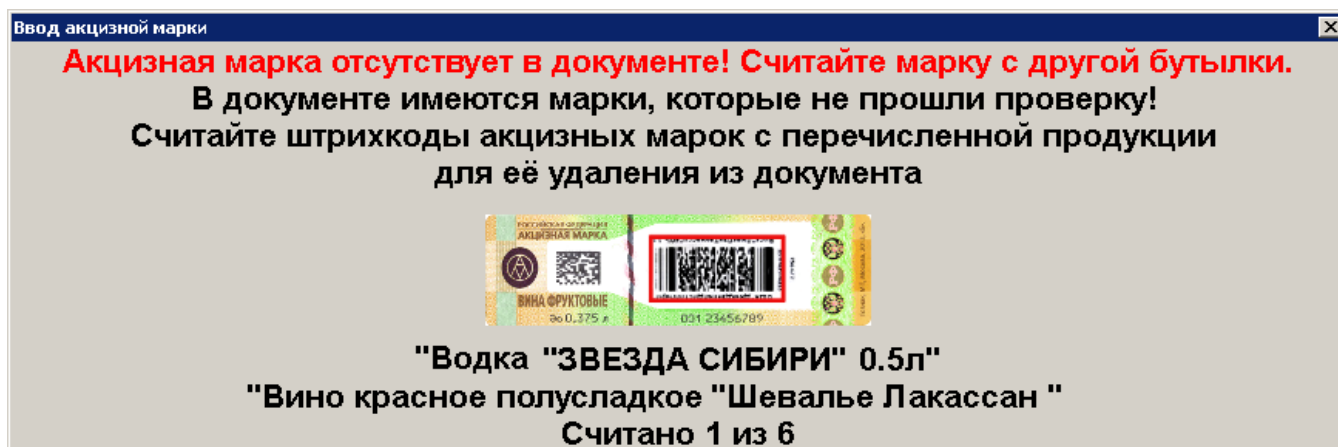 Ввод акцизной марки
Акцизная марка отсутствует в документе! Считайте марку с другой бутылки.
В документе имеются марки, которые не прошли проверку!
Считайте штрихкоды акцизных марок с перечисленной продукции
для её удаления из документа
РОССИЙСКАЯ ФЕДЕРАЦИЯ
АКЦИЗНАЯ МАРКА
ВИНА ФРУКТОВЫЕ
до 0,375 л
001 23456789
"Водка "ЗВЕЗДА СИБИРИ" 0.5л"
"Вино красное полусладкое "Шевалье Лакассан "
Считано 1 из 6